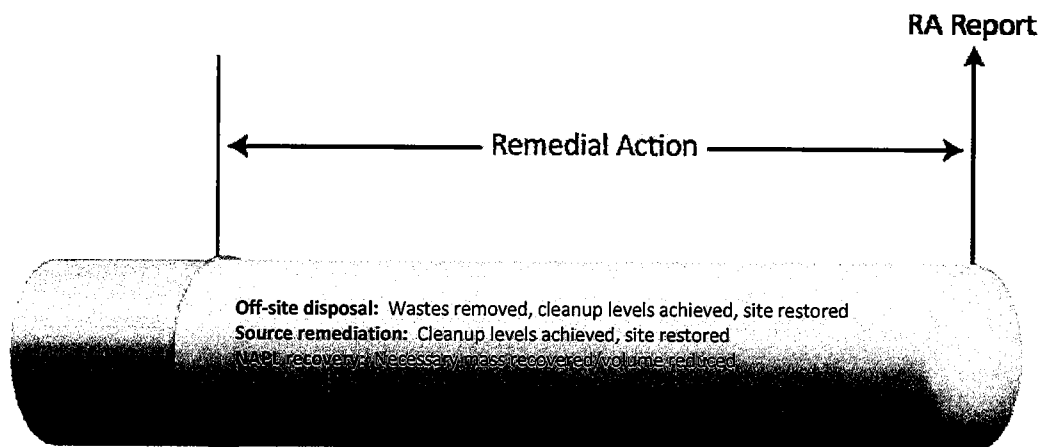 RA Report
Remedial Action
Off-site disposal: Wastes removed, cleanup levels achieved, site restored
Source remediation: Cleanup levels achieved, site restored
NAPL recovery: Necessary mass recovered/volume reduced